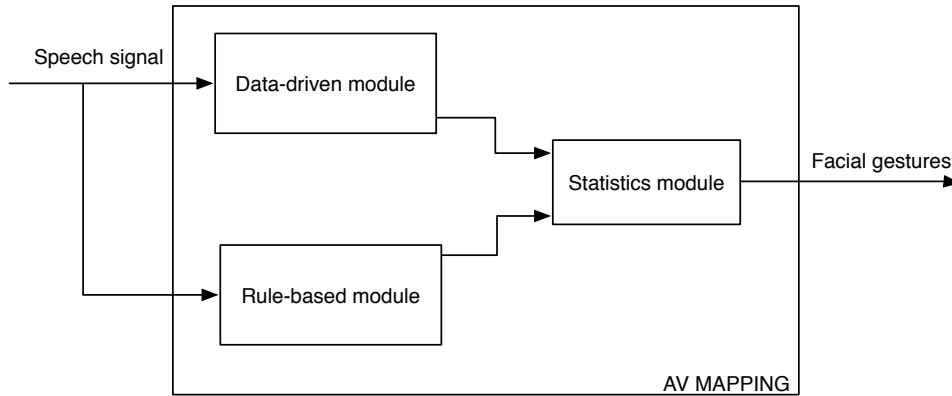 Speech signal
Data-driven module
Statistics module
Facial gestures
Rule-based module
AV MAPPING